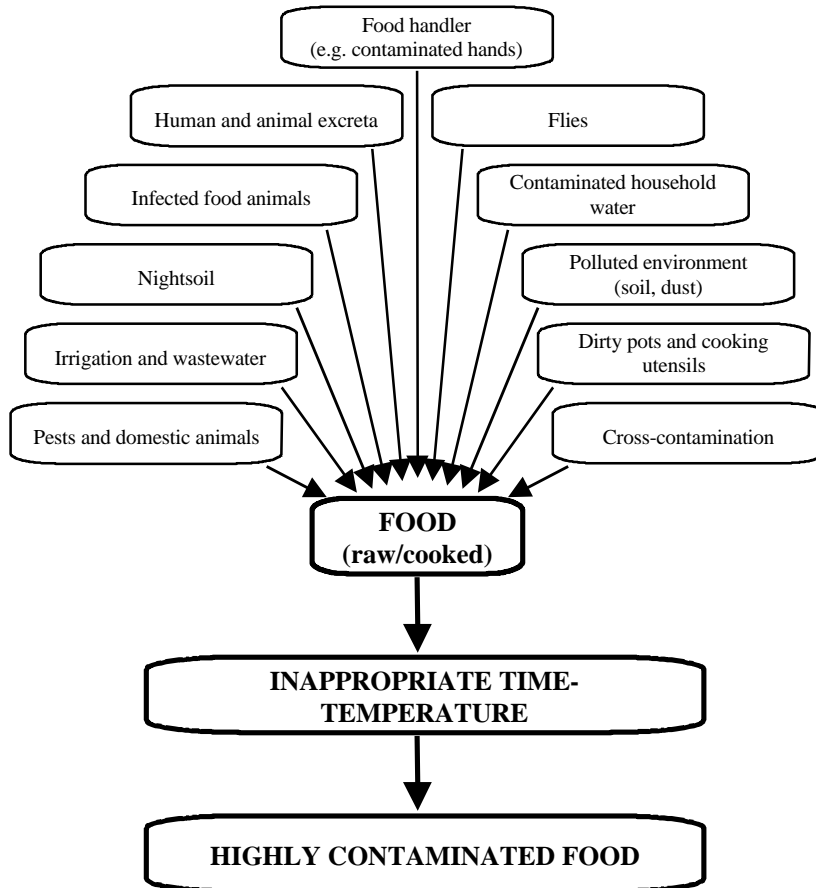 Food handler
(e.g. contaminated hands)
Human and animal excreta
Flies
Infected food animals
Contaminated household
water
Nightsoil
Polluted environment
(soil, dust)
Irrigation and wastewater
Dirty pots and cooking
utensils
Pests and domestic animals
Cross-contamination
FOOD
(raw/cooked)
INAPPROPRIATE TIME-
TEMPERATURE
HIGHLY CONTAMINATED FOOD